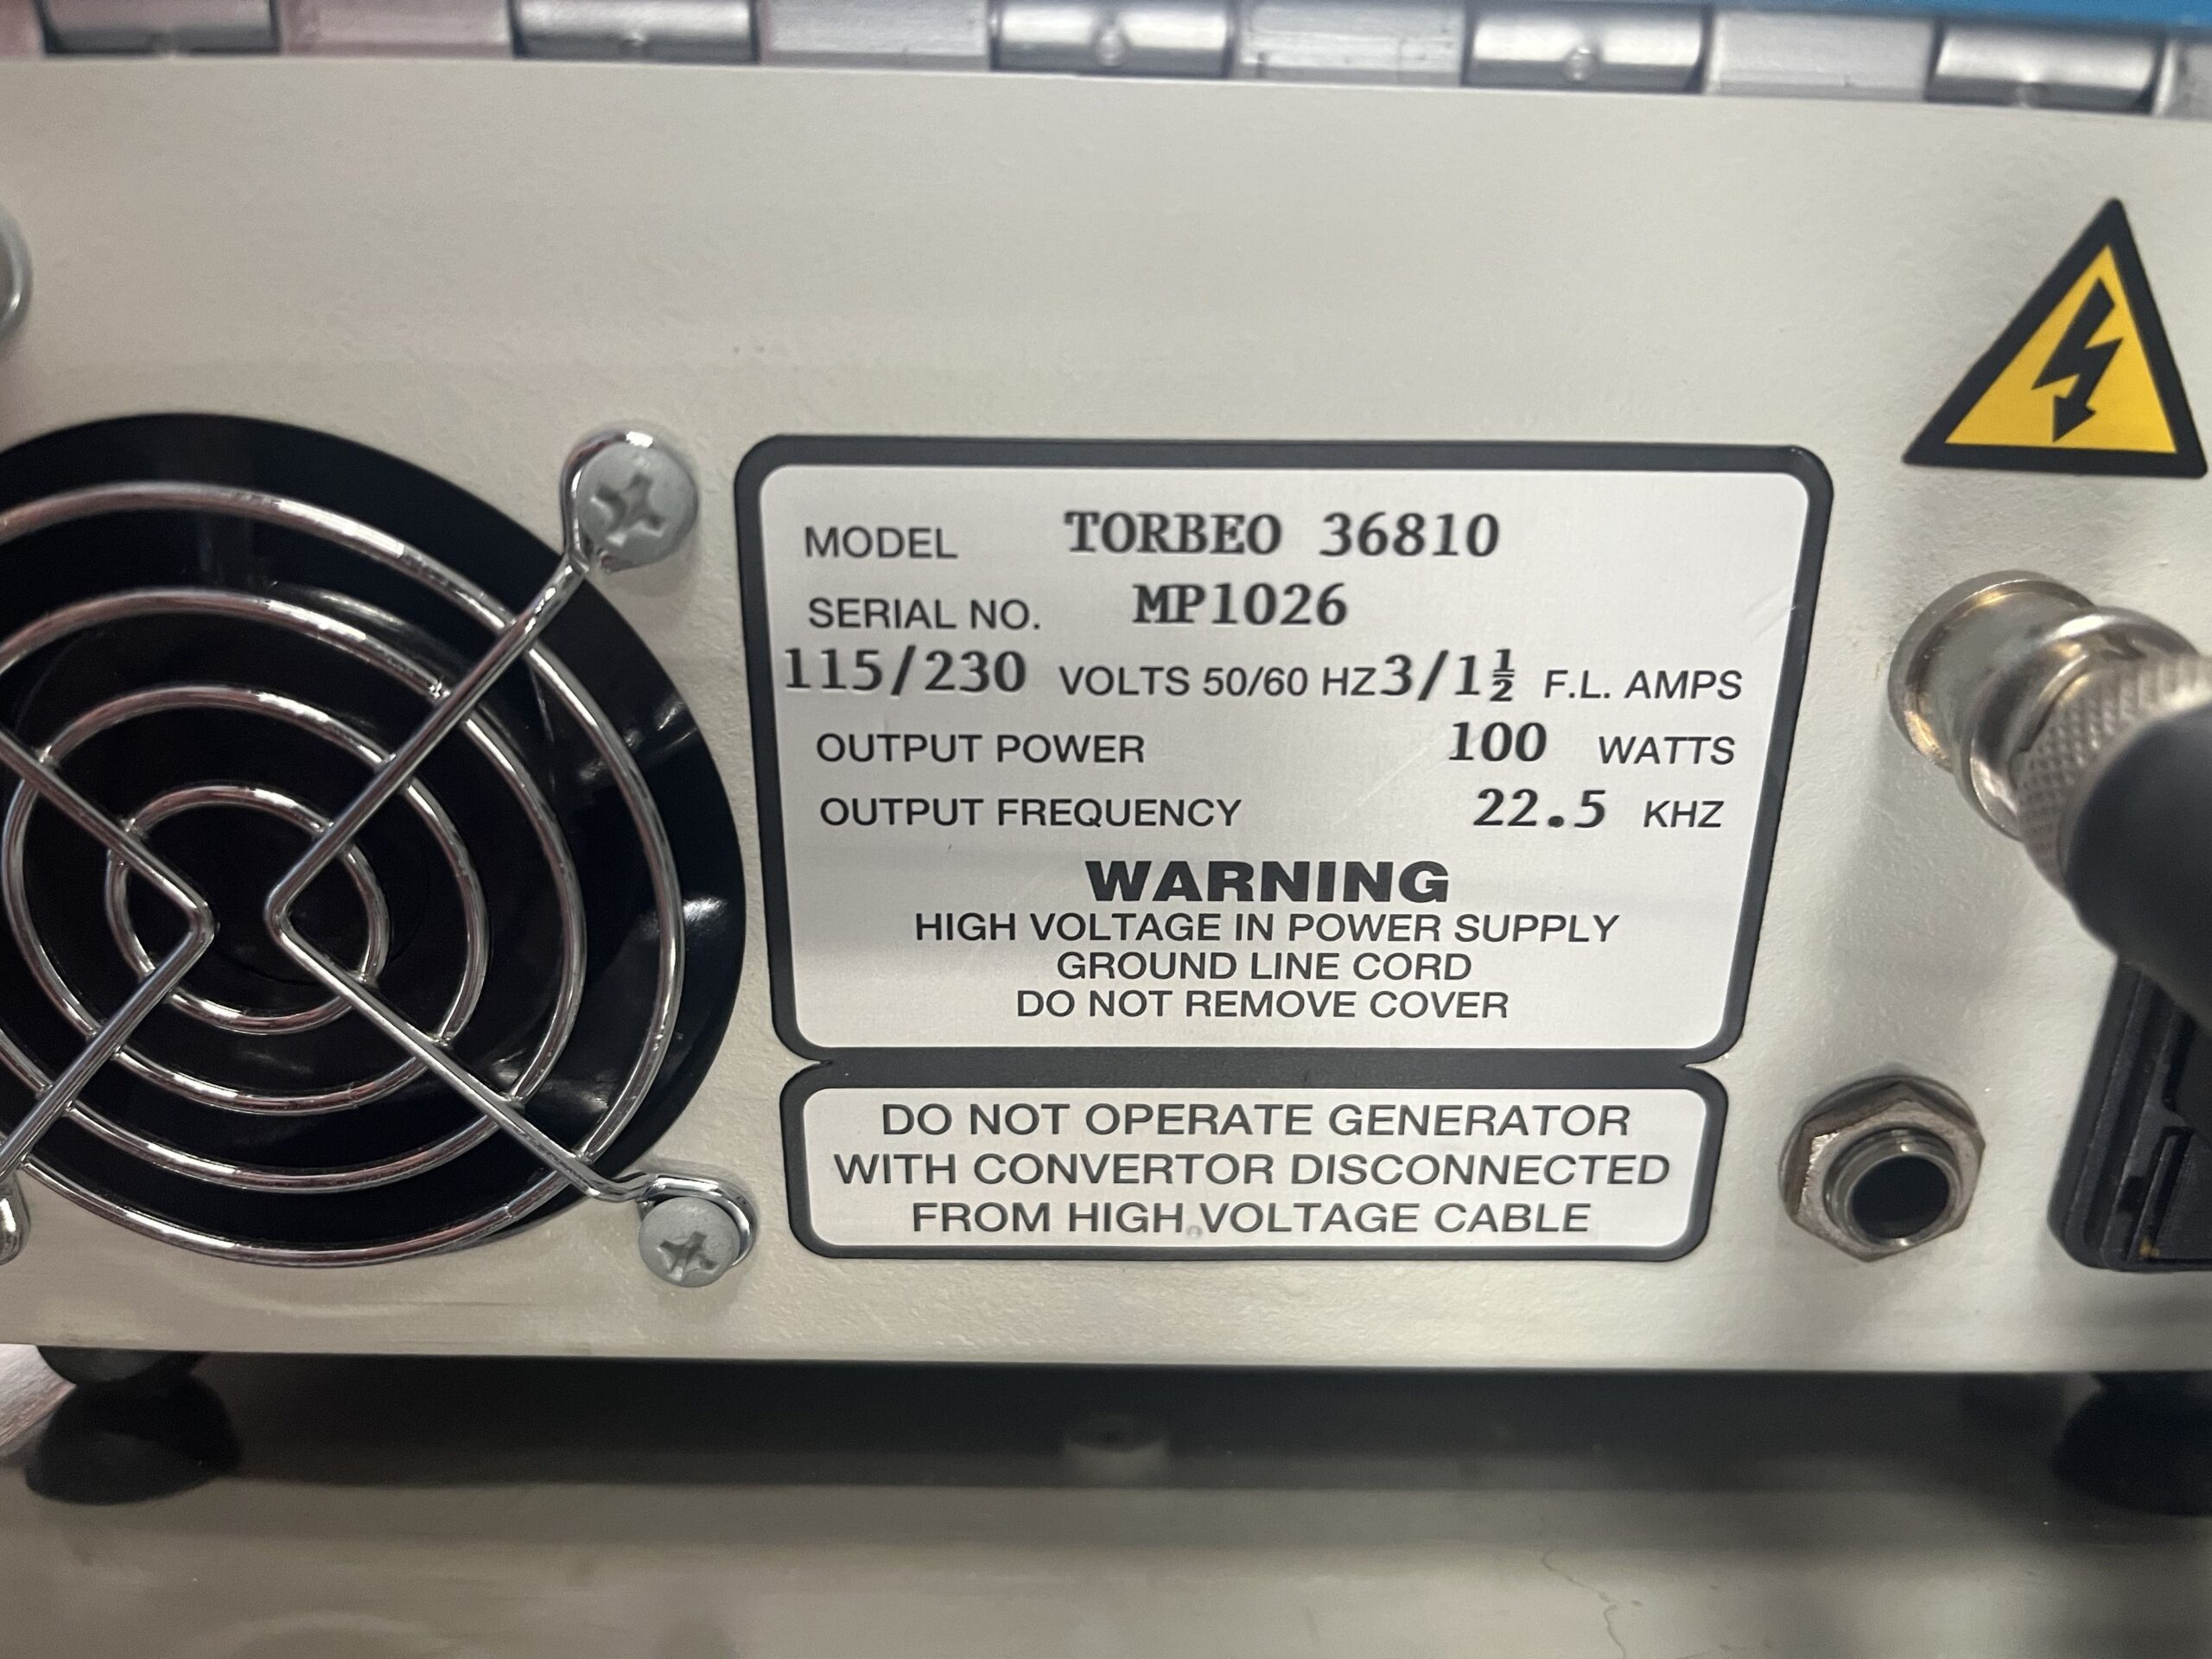 MODEL TORBEO 36810
SERIAL NO. MP1026
115/230 VOLTS 50/60 HZ 3/1½ F.L. AMPS
OUTPUT POWER 100 WATTS
OUTPUT FREQUENCY 22.5 KHZ
WARNING
HIGH VOLTAGE IN POWER SUPPLY
GROUND LINE CORD
DO NOT REMOVE COVER
DO NOT OPERATE GENERATOR
WITH CONVERTOR DISCONNECTED
FROM HIGH VOLTAGE CABLE